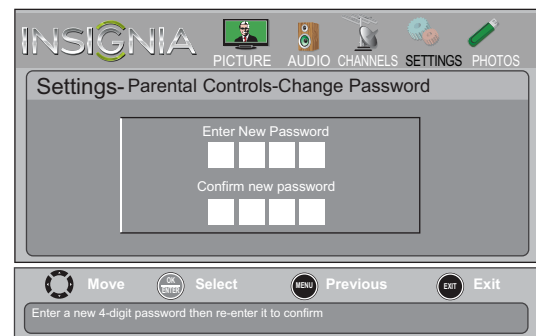 INSIGNIA
PICTURE AUDIO CHANNELS SETTINGS PHOTOS
Settings- Parental Controls-Change Password
Enter New Password
Confirm new password
Move OK ENTER Select MENU Previous EXIT Exit
Enter a new 4-digit password then re-enter it to confirm